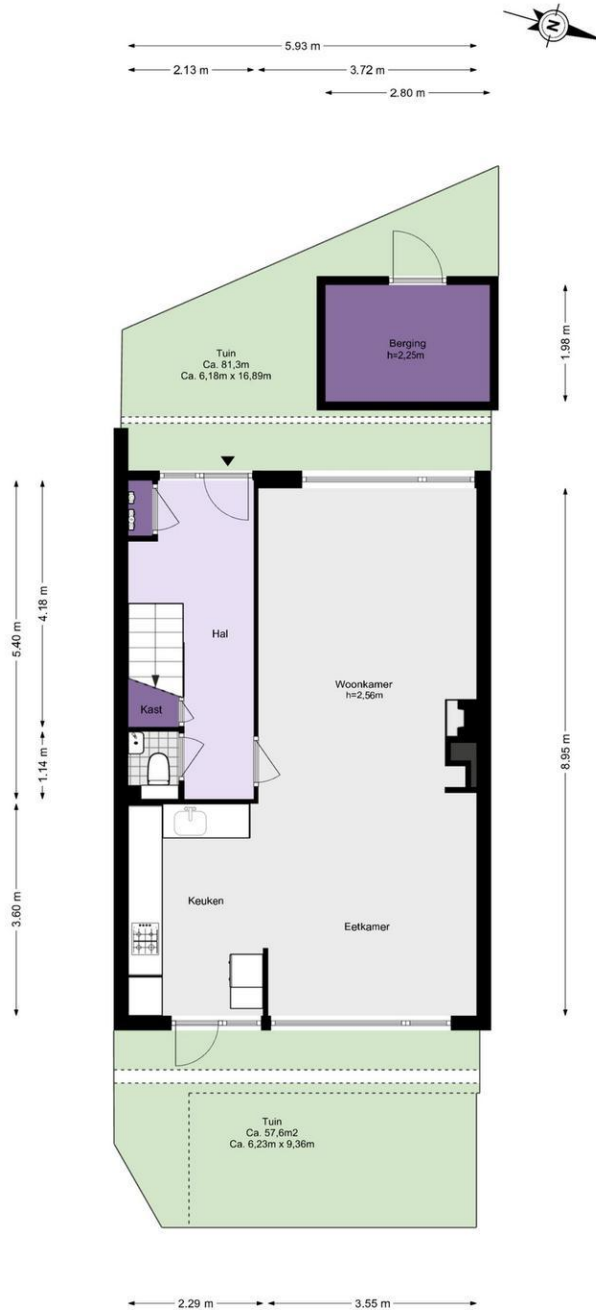 N
5.93 m
2.13 m
3.72 m
2.80 m
Berging
h=2,25m
1.98 m
Tuin
Ca. 81,3m
Ca. 6,18m x 16,89m
5.40 m
4.18 m
Hal
Woonkamer
h=2,56m
Kast
8.95 m
1.14 m
3.60 m
Keuken
Eetkamer
Tuin
Ca. 57,6m2
Ca. 6,23m x 9,36m
2.29 m
3.55 m